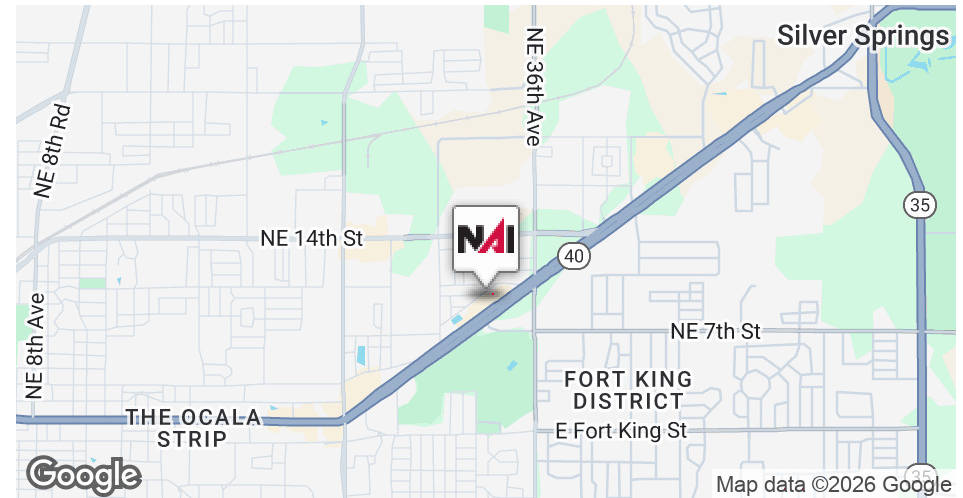 Silver Springs
NE 36th Ave
NE 8th Rd
35
NE 14th St
NAI
40
NE 8th Ave
NE 7th St
FORT KING
DISTRICT
THE OCALA
STRIP
E Fort King St
35
Google
Map data ©2026 Google